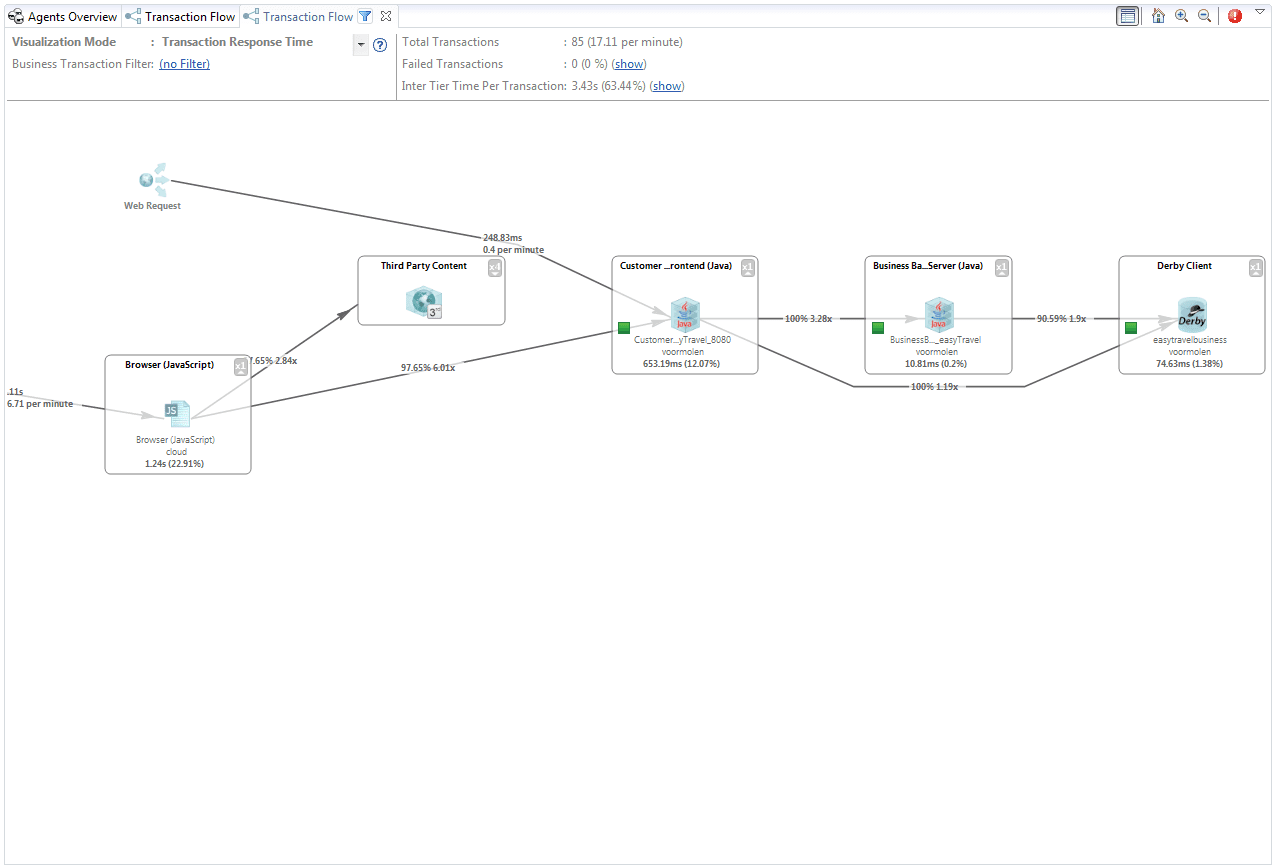 Agents Overview
Transaction Flow
Transaction Flow
Visualization Mode : Transaction Response Time
Business Transaction Filter: (no Filter)
Total Transactions : 85 (17.11 per minute)
Failed Transactions : 0 (0 %) (show)
Inter Tier Time Per Transaction: 3.43s (63.44%) (show)
Web Request
248.83ms
0.4 per minute
Third Party Content
x4
Customer ...rontend (Java)
x1
Business Ba...Server (Java)
x1
Derby Client
x1
3rd
Java
Java
Derby
100% 3.28x
90.59% 1.9x
Customer...yTravel_8080
voormolen
653.19ms (12.07%)
BusinessB..._easyTravel
voormolen
10.81ms (0.2%)
easytravelbusiness
voormolen
74.63ms (1.38%)
100% 1.19x
7.65% 2.84x
97.65% 6.01x
Browser (JavaScript)
x1
.11s
6.71 per minute
JS
Browser (JavaScript)
cloud
1.24s (22.91%)